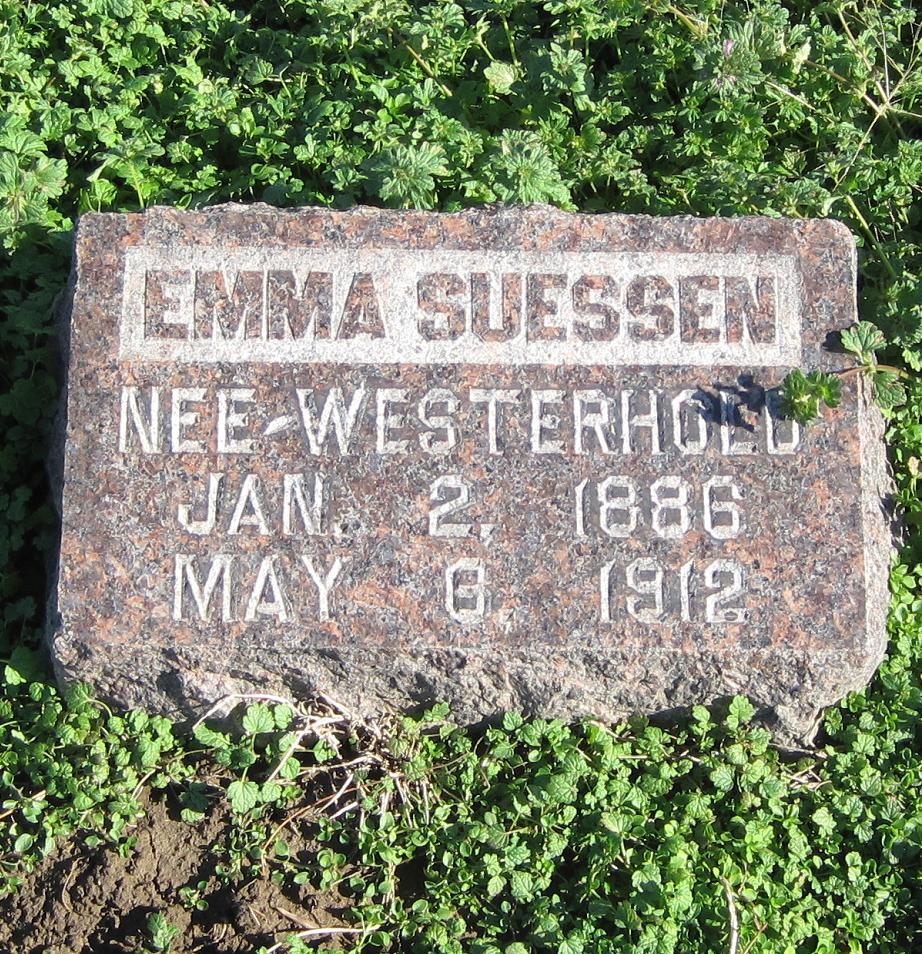 EMMA SUESSEN
NEE-WESTERHOLD
JAN. 2, 1886
MAY 6, 1912